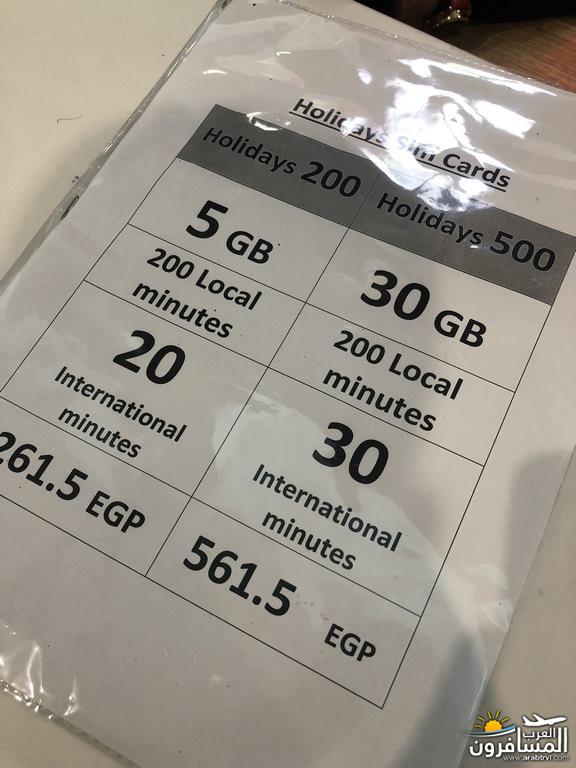 Holidays Sim Cards
Holidays 200
Holidays 500
5 GB
30 GB
200 Local
minutes
200 Local
minutes
20
International
minutes
30
International
minutes
261.5 EGP
561.5 EGP
العرب
المسافرون
www.arabtrvl.com